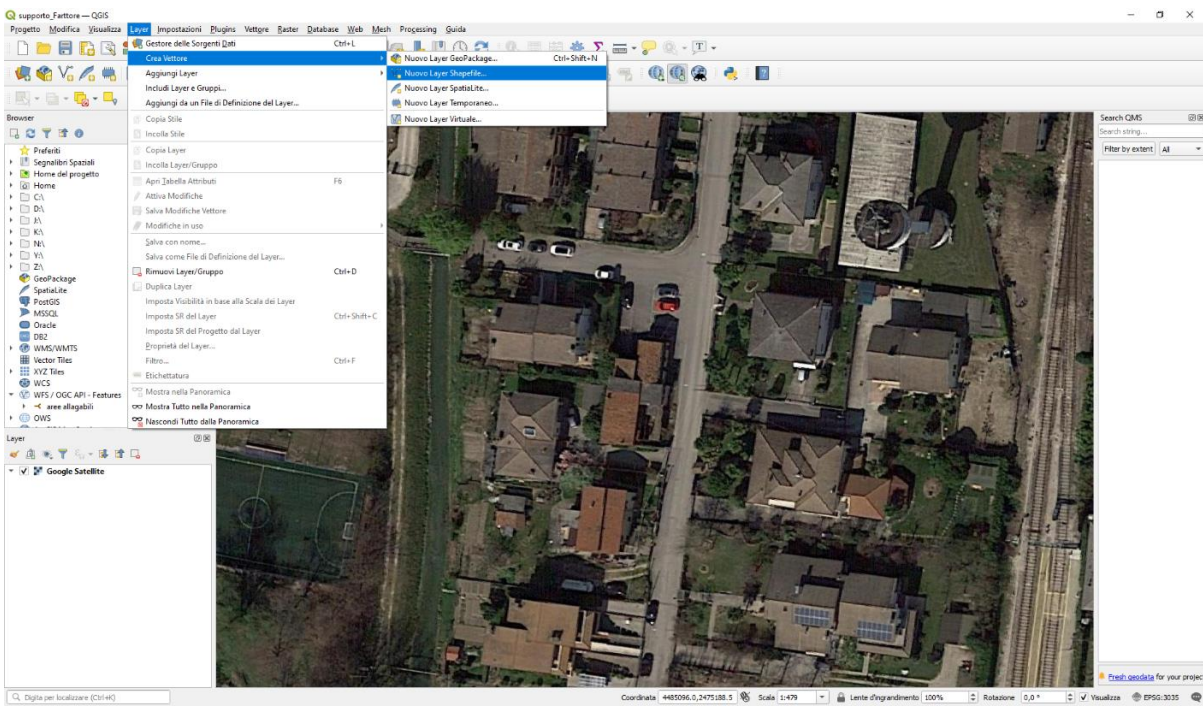 supporto_Farttore — QGIS
Progetto Modifica Visualizza Layer Impostazioni Plugins Vettore Raster Database Web Mesh Processing Guida
Gestore delle Sorgenti Dati Ctrl+L
Crea Vettore
Aggiungi Layer
Includi Layer e Gruppi...
Aggiungi da un File di Definizione del Layer...
Copia Stile
Incolla Stile
Copia Layer
Incolla Layer/Gruppo
Apri Tabella Attributi F6
Attiva Modifiche
Salva Modifiche Vettore
Modifiche in uso
Salva con nome...
Salva come File di Definizione del Layer...
Rimuovi Layer/Gruppo Ctrl+D
Duplica Layer
Imposta Visibilità in base alla Scala dei Layer
Imposta SR del Layer Ctrl+Shift+C
Imposta SR del Progetto dal Layer
Proprietà del Layer...
Filtro... Ctrl+F
Etichettatura
Mostra nella Panoramica
Mostra Tutto nella Panoramica
Nascondi Tutto dalla Panoramica
Nuovo Layer GeoPackage... Ctrl+Shift+N
Nuovo Layer Shapefile...
Nuovo Layer SpatiaLite...
Nuovo Layer Temporaneo...
Nuovo Layer Virtuale...
Browser
Preferiti
Segnalibri Spaziali
Home del progetto
Home
C:\
D:\
J:\
K:\
N:\
Y:\
Z:\
GeoPackage
SpatiaLite
PostGIS
MSSQL
Oracle
DB2
WMS/WMTS
Vector Tiles
XYZ Tiles
WCS
WFS / OGC API - Features
aree allagabili
OWS
Layer
Google Satellite
Search QMS
Search string...
Filter by extent All
Fresh geodata for your project
Digita per localizzare (Ctrl+K)
Coordinata 4485096.0,2475188.5 Scala 1:479 Lente d'ingrandimento 100% Rotazione 0,0 ° Visualizza EPSG:3035